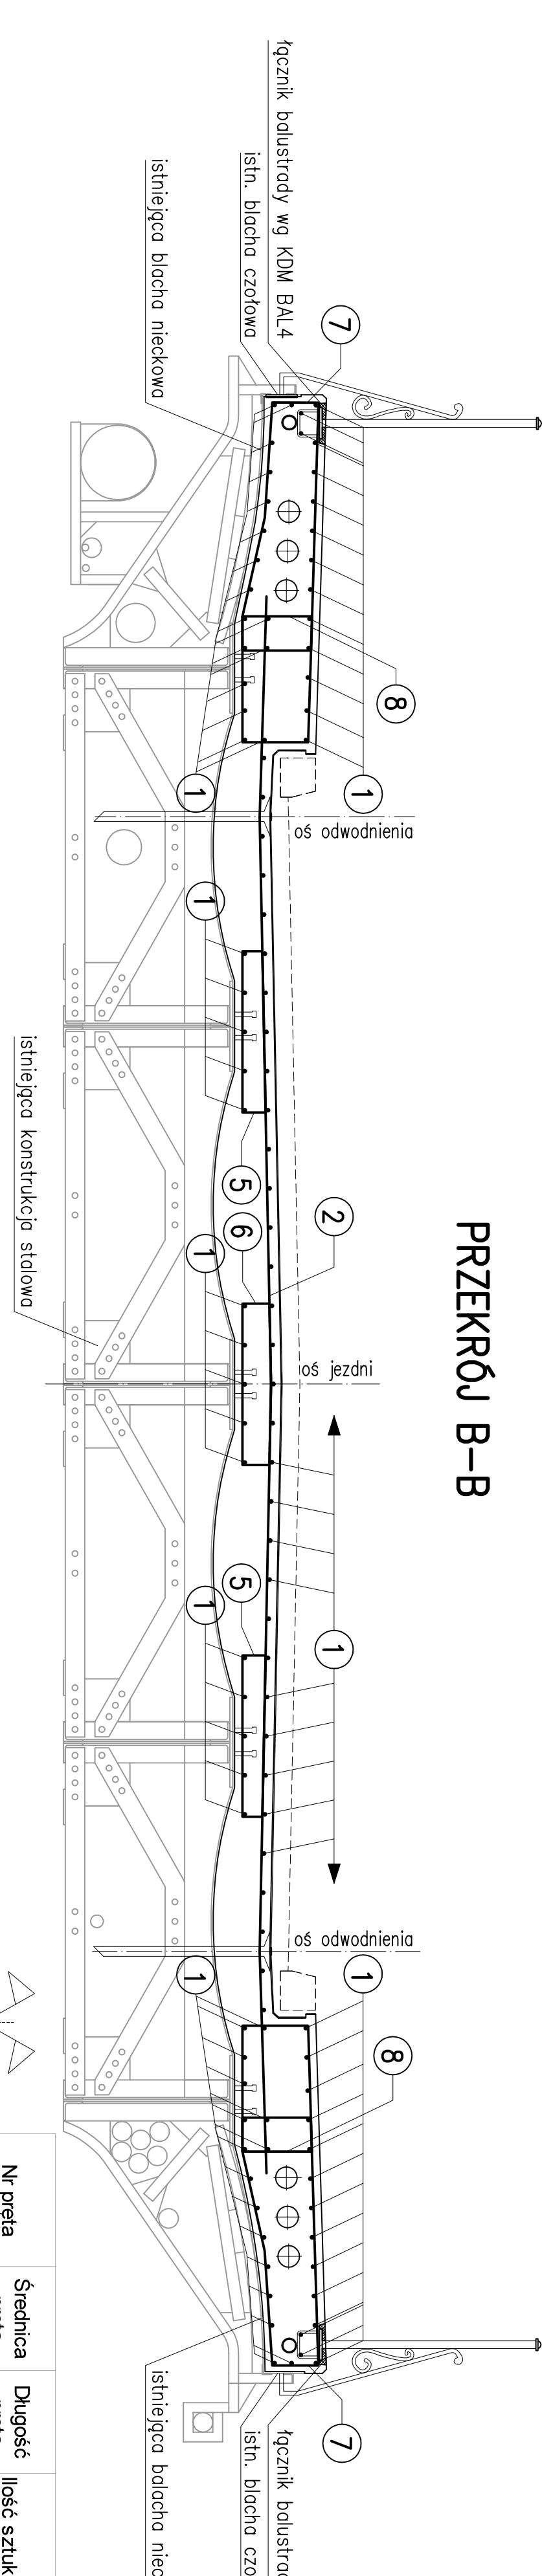 PRZEKRÓJ B-B
łącznik balustrady wg KDM BAL4
istn. blacha czołowa
istniejąca blacha nieckowa
7
8
1
oś odwodnienia
1
1
5
6
2
1
oś jezdni
istniejąca konstrukcja stalowa
1
5
1
oś odwodnienia
1
1
8
7
łącznik balustrad
istn. blacha czo
istniejąca balacha niec
Nr pręta
Średnica
Długość
Ilość sztuk